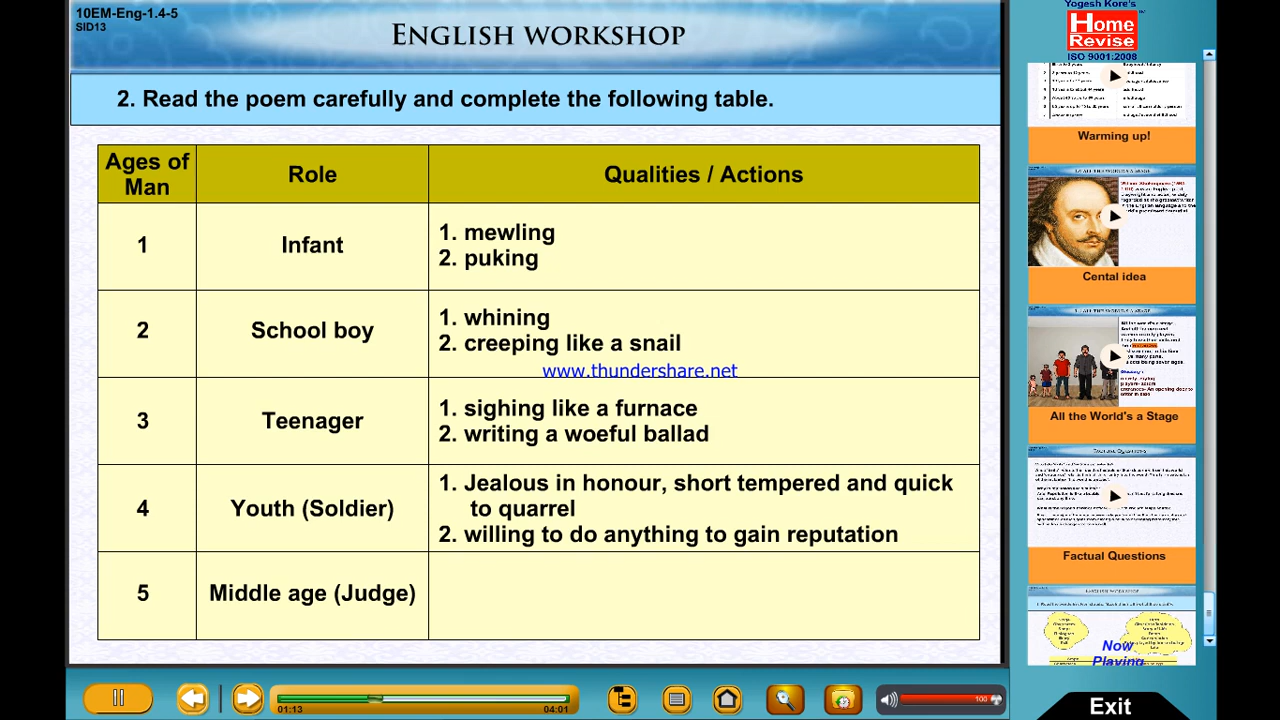 10EM-Eng-1.4-5
SID13
ENGLISH WORKSHOP
Yogesh Kore's
Home
Revise
ISO 9001:2008
2. Read the poem carefully and complete the following table.
Ages of
Man
Role
Qualities / Actions
1
Infant
1. mewling
2. puking
2
School boy
1. whining
2. creeping like a snail
www.thundershare.net
3
Teenager
1. sighing like a furnace
2. writing a woeful ballad
4
Youth (Soldier)
1. Jealous in honour, short tempered and quick
to quarrel
2. willing to do anything to gain reputation
5
Middle age (Judge)
Warming up!
Cental idea
All the World's a Stage
Factual Questions
Now
Playing
01:13
04:01
100
Exit